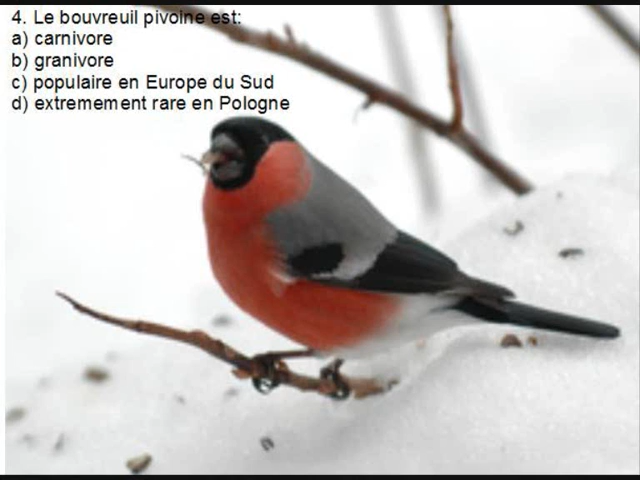 4. Le bouvreuil pivoine est:
a) carnivore
b) granivore
c) populaire en Europe du Sud
d) extremement rare en Pologne